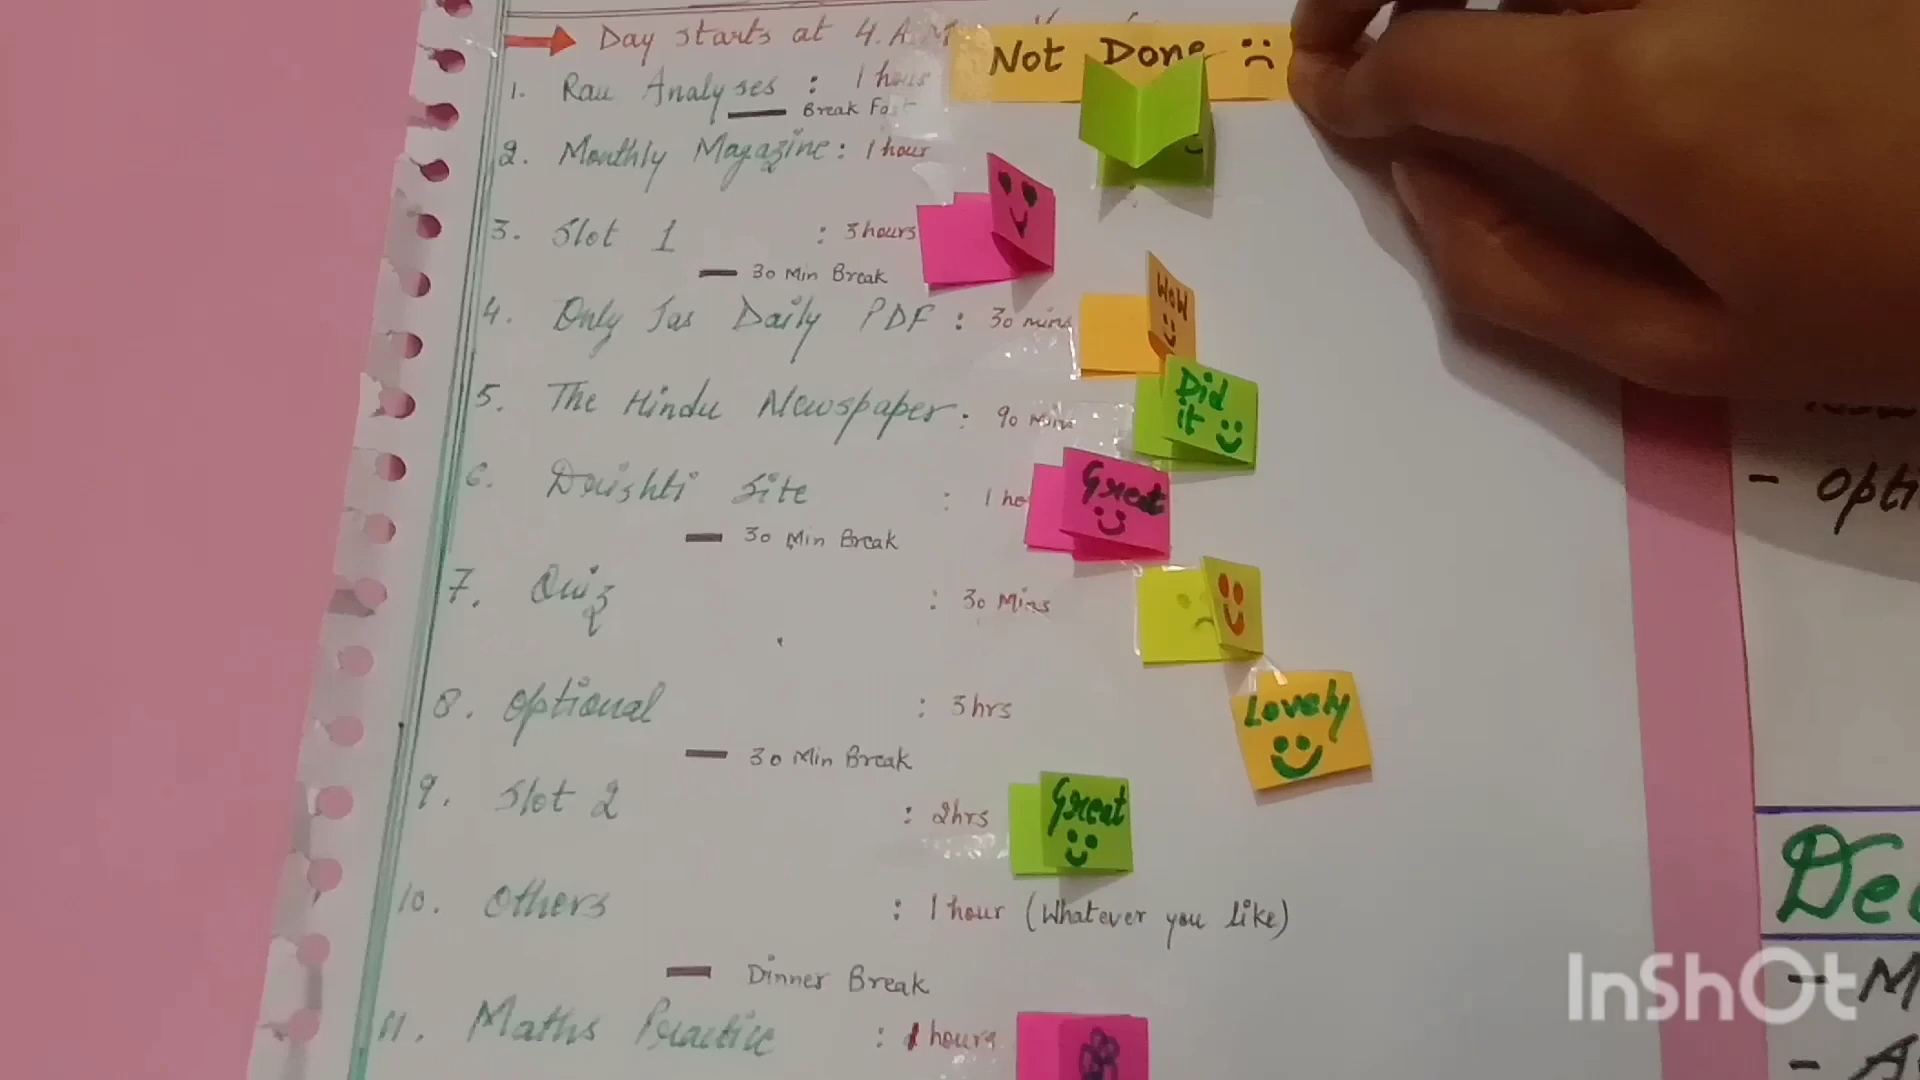 Day starts at 4.A.M
Not Done
1. Rau Analyses : 1 hour
Break Fast
2. Monthly Magazine : 1 hour
3. Slot 1 : 3 hours
30 Min Break
4. Only Ias Daily PDF : 30 mins
WOW
5. The Hindu Newspaper : 90 mins
Did it
6. Drishti Site : 1 ho
Great
30 Min Break
7. Quiz : 30 Mins
8. Optional : 3hrs
Lovely
30 Min Break
9. Slot 2 : 2hrs
Great
10. Others : 1 hour (Whatever you like)
Dinner Break
11. Maths Practice : 1 hours
- Opti
Dec
- M
- A
InShOt